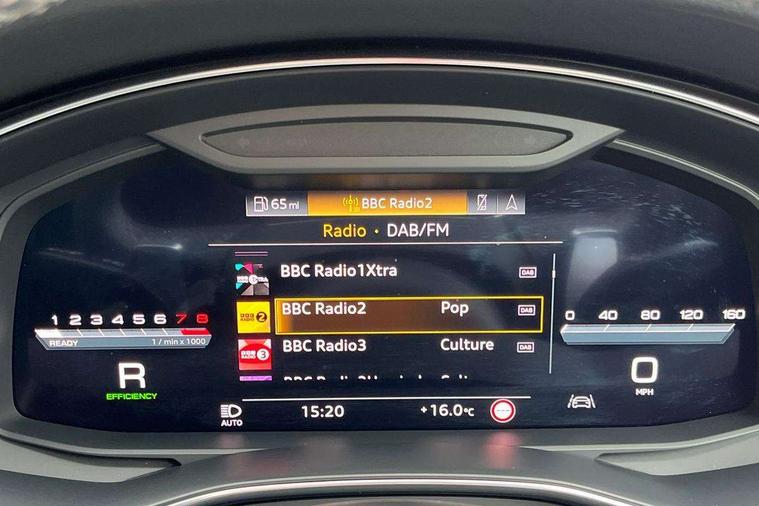 65 mi BBC Radio2
Radio · DAB/FM
BBC Radio1Xtra DAB
BBC Radio2 Pop DAB
BBC Radio3 Culture DAB
1 2 3 4 5 6 7 8
READY 1 / min x 1000
R
EFFICIENCY
0 40 80 120 160
0
MPH
AUTO
15:20 +16.0°C